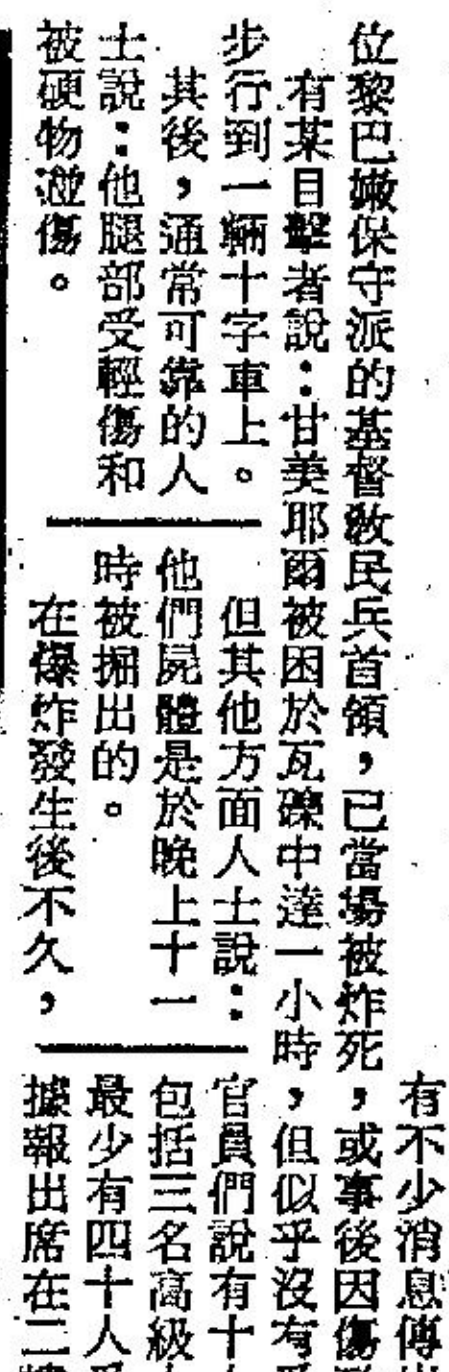 有不少消息傳
位黎巴嫩保守派的基督教民兵首領，已當場被炸死，或事後因傷
有某目擊者說：甘美耶爾被困於瓦礫中達一小時，但似乎沒有
步行到一輛十字車上。
其後，通常可靠的人
士說：他腿部受輕傷和
被硬物碰傷。
但其他方面人士說：
他們屍體是於晚上十一
時被掘出的。
在爆炸發生後不久，
官員們說有十
包括三名高級
最少有四十人
據報出席在二